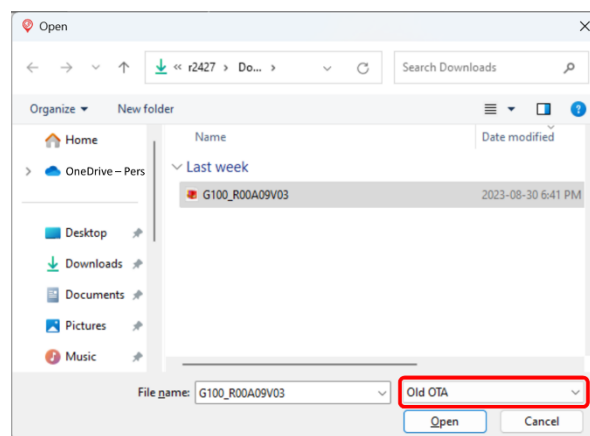 Open
« r2427 › Do... ›
Search Downloads
Organize
New folder
Home
Name
Date modified
OneDrive – Pers
Last week
G100_R00A09V03
2023-08-30 6:41 PM
Desktop
Downloads
Documents
Pictures
Music
File name: G100_R00A09V03
Old OTA
Open
Cancel